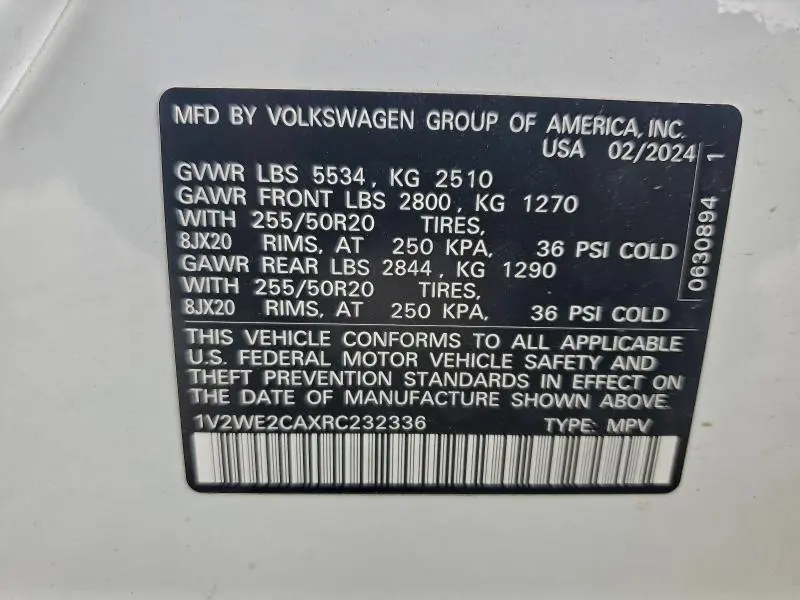 MFD BY VOLKSWAGEN GROUP OF AMERICA, INC.
USA 02/2024
GVWR LBS 5534, KG 2510
GAWR FRONT LBS 2800, KG 1270
WITH 255/50R20 TIRES,
8JX20 RIMS, AT 250 KPA, 36 PSI COLD
GAWR REAR LBS 2844, KG 1290
WITH 255/50R20 TIRES,
8JX20 RIMS, AT 250 KPA, 36 PSI COLD
THIS VEHICLE CONFORMS TO ALL APPLICABLE
U.S. FEDERAL MOTOR VEHICLE SAFETY AND
THEFT PREVENTION STANDARDS IN EFFECT ON
THE DATE OF MANUFACTURE SHOWN ABOVE
1V2WE2CAXRC232336 TYPE: MPV
0630894 1